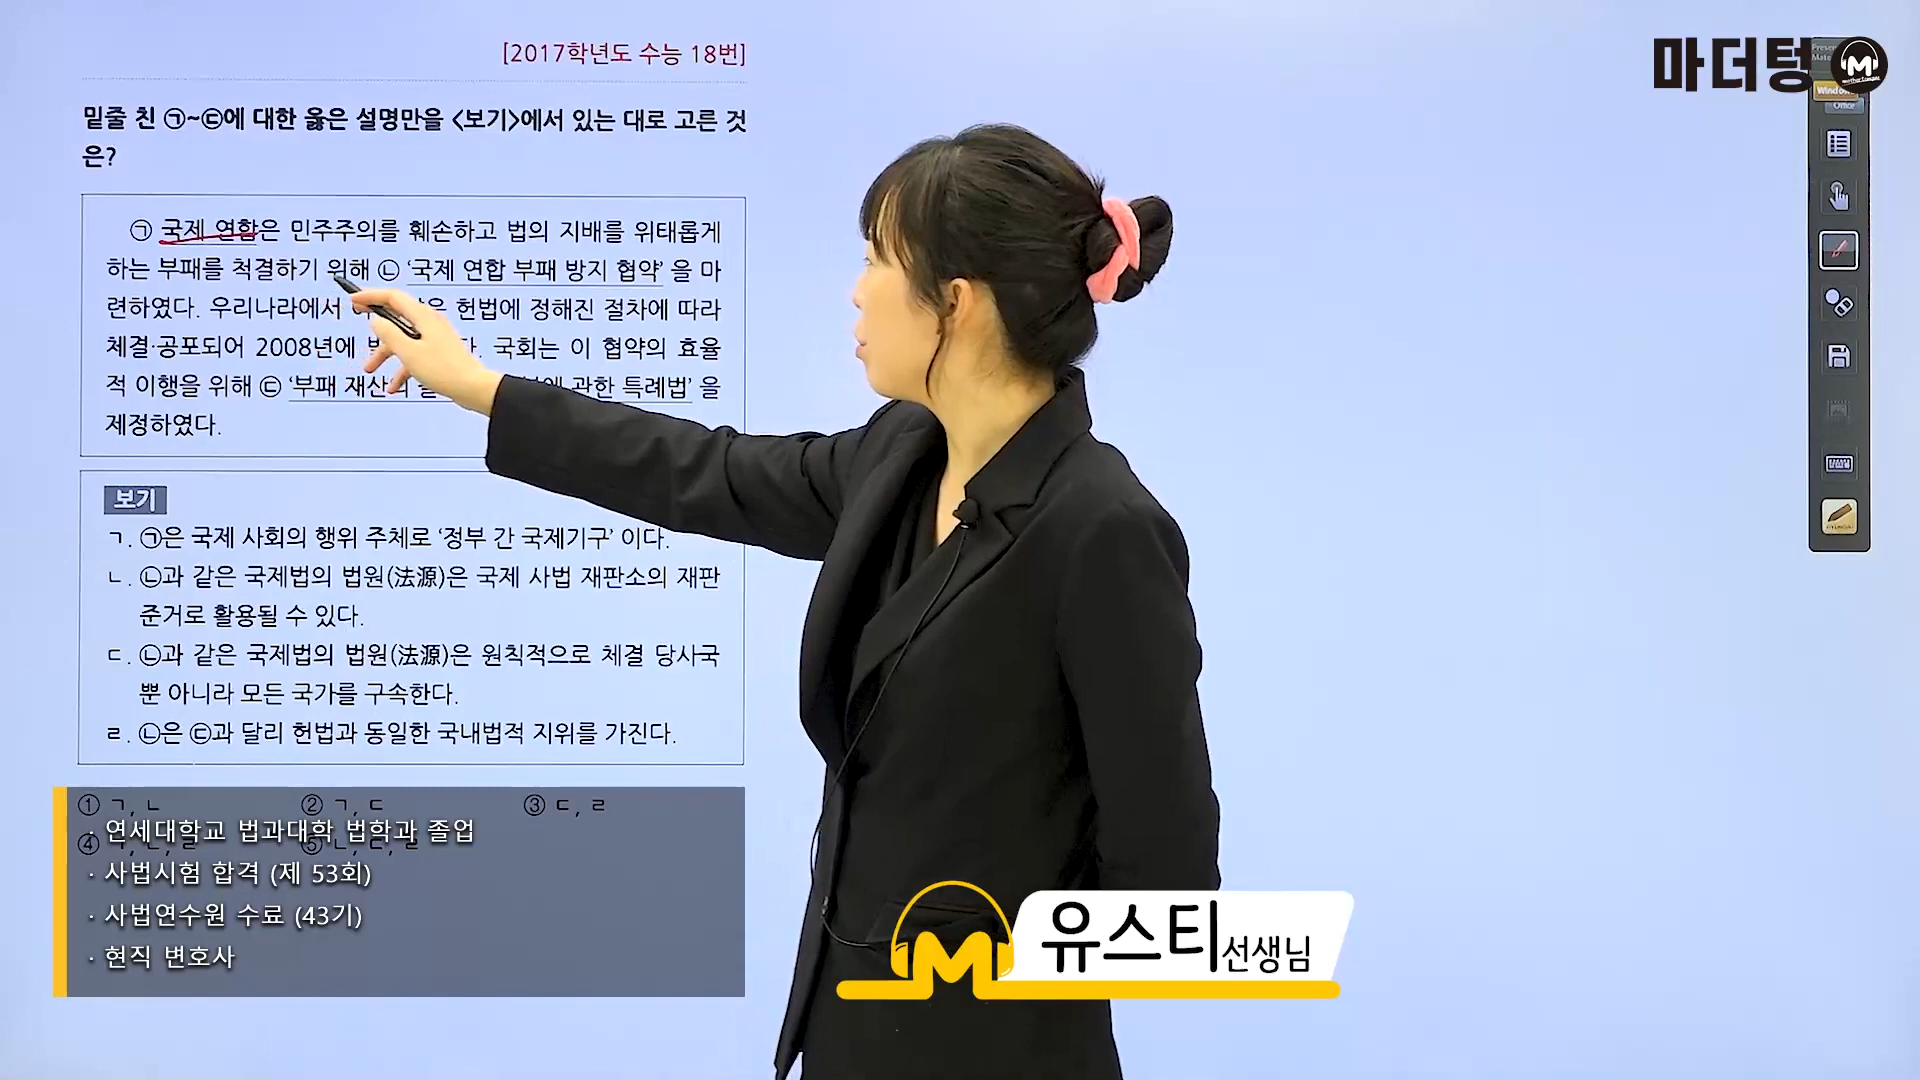 [2017학년도 수능 18번]
밑줄 친 ㉠~㉢에 대한 옳은 설명만을 <보기>에서 있는 대로 고른 것
은?
㉠ 국제 연합은 민주주의를 훼손하고 법의 지배를 위태롭게
하는 부패를 척결하기 위해 ㉡ ‘국제 연합 부패 방지 협약’ 을 마
련하였다. 우리나라에서 헌법에 정해진 절차에 따라
체결·공포되어 2008년에 국회는 이 협약의 효율
적 이행을 위해 ㉢ ‘부패 재산의 관한 특례법’ 을
제정하였다.
보기
ㄱ. ㉠은 국제 사회의 행위 주체로 ‘정부 간 국제기구’ 이다.
ㄴ. ㉡과 같은 국제법의 법원(法源)은 국제 사법 재판소의 재판
준거로 활용될 수 있다.
ㄷ. ㉡과 같은 국제법의 법원(法源)은 원칙적으로 체결 당사국
뿐 아니라 모든 국가를 구속한다.
ㄹ. ㉡은 ㉢과 달리 헌법과 동일한 국내법적 지위를 가진다.
① ㄱ, ㄴ ② ㄱ, ㄷ ③ ㄷ, ㄹ
④ ⑤
· 연세대학교 법과대학 법학과 졸업
· 사법시험 합격 (제 53회)
· 사법연수원 수료 (43기)
· 현직 변호사
유스티선생님
마더텅
M
Windows
Office